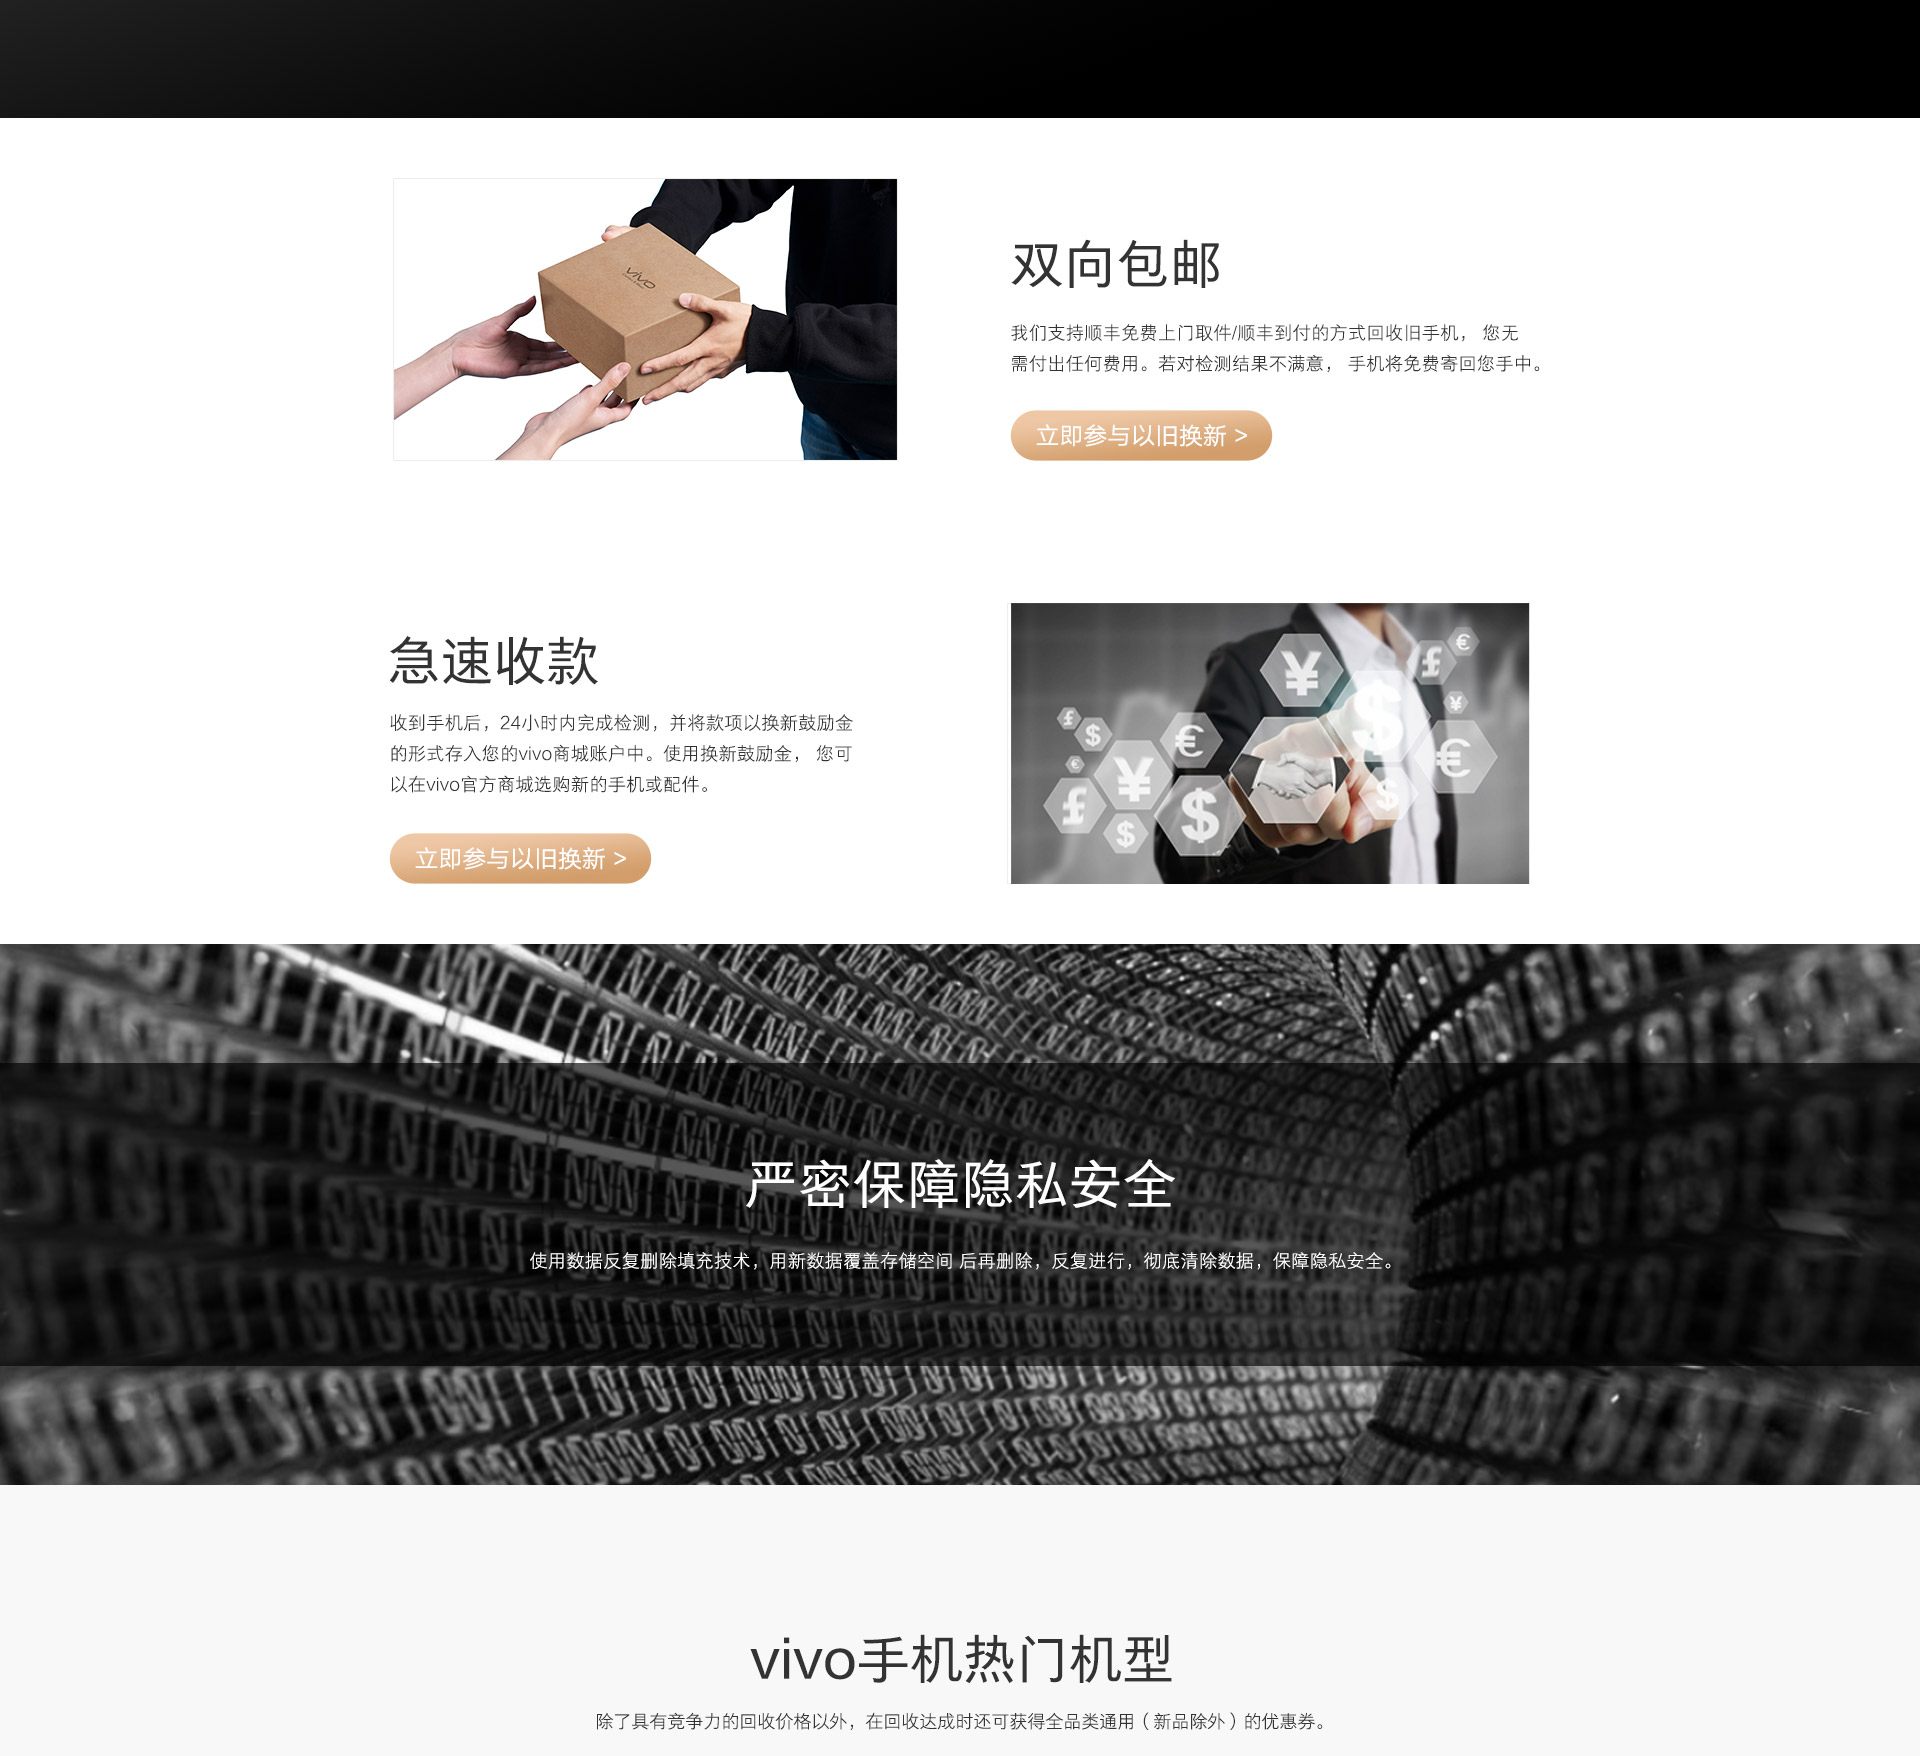 vivo
双向包邮
我们支持顺丰免费上门取件/顺丰到付的方式回收旧手机， 您无
需付出任何费用。若对检测结果不满意， 手机将免费寄回您手中。
立即参与以旧换新 >
急速收款
收到手机后，24小时内完成检测，并将款项以换新鼓励金
的形式存入您的vivo商城账户中。使用换新鼓励金， 您可
以在vivo官方商城选购新的手机或配件。
立即参与以旧换新 >
严密保障隐私安全
使用数据反复删除填充技术，用新数据覆盖存储空间 后再删除，反复进行，彻底清除数据，保障隐私安全。
vivo手机热门机型
除了具有竞争力的回收价格以外，在回收达成时还可获得全品类通用（新品除外）的优惠券。